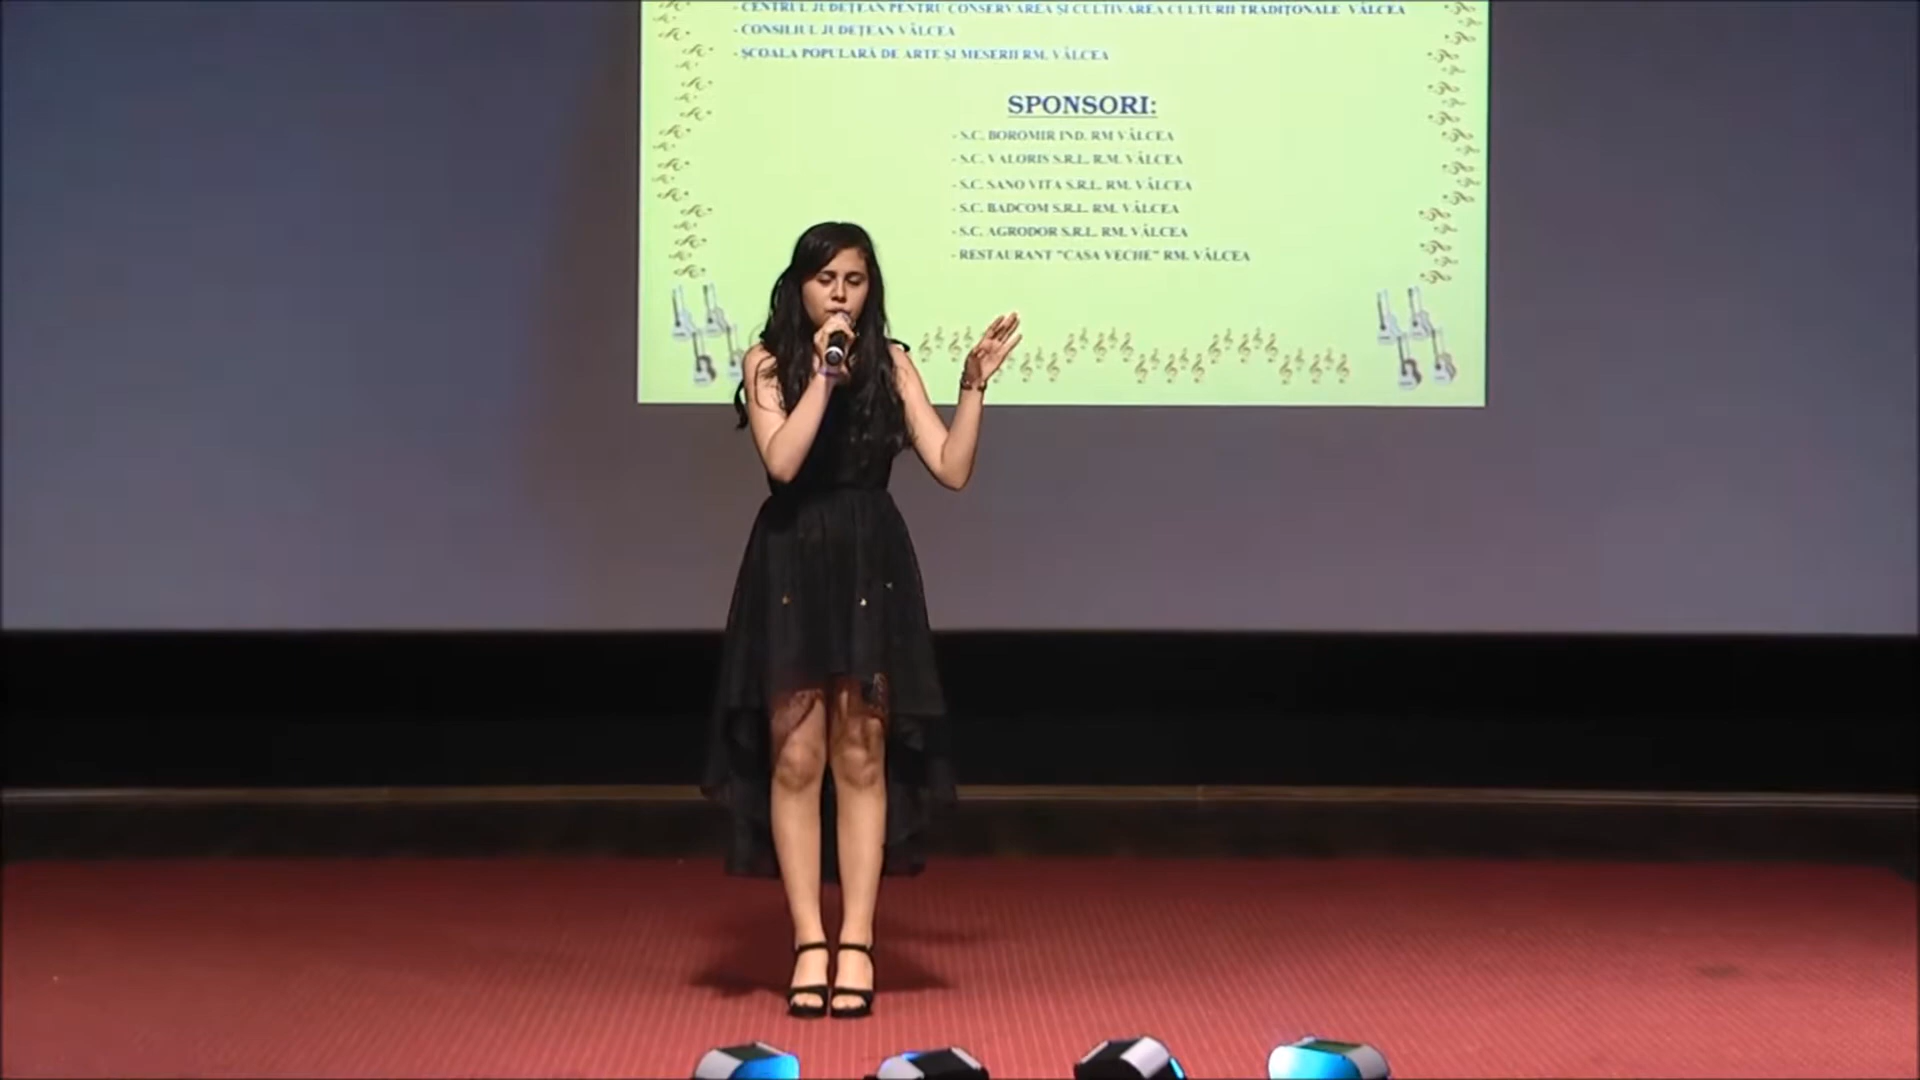 - CENTRUL JUDEȚEAN PENTRU CONSERVAREA ȘI CULTIVAREA CULTURII TRADIȚONALE VÂLCEA
- CONSILIUL JUDEȚEAN VÂLCEA
- ȘCOALA POPULARĂ DE ARTE ȘI MESERII RM. VÂLCEA
SPONSORI:
- S.C. BOROMIR IND. RM VÂLCEA
- S.C. VALORIS S.R.L. R.M. VÂLCEA
- S.C. SANO VITA S.R.L. RM. VÂLCEA
- S.C. BADCOM S.R.L. RM. VÂLCEA
- S.C. AGRODOR S.R.L. RM. VÂLCEA
- RESTAURANT "CASA VECHE" RM. VÂLCEA